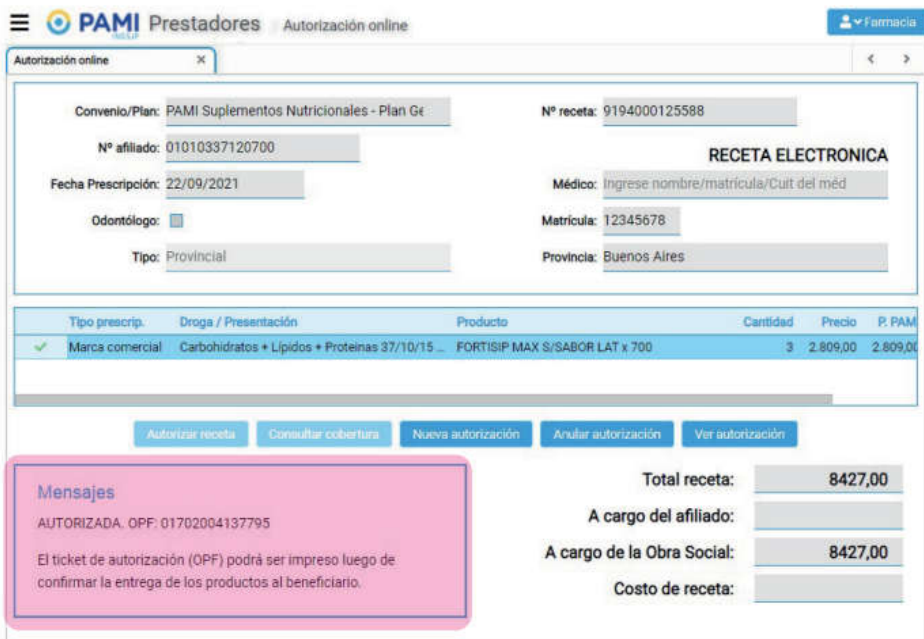 PAMI Prestadores Autorización online
INSSJP
Farmacia
Autorización online
Convenio/Plan: PAMI Suplementos Nutricionales - Plan Ge
Nº receta: 9194000125588
Nº afiliado: 01010337120700
RECETA ELECTRONICA
Fecha Prescripción: 22/09/2021
Médico: Ingrese nombre/matrícula/Cuit del méd
Odontólogo:
Matrícula: 12345678
Tipo: Provincial
Provincia: Buenos Aires
Tipo prescrip. Droga / Presentación Producto Cantidad Precio P. PAM
Marca comercial Carbohidratos + Lípidos + Proteinas 37/10/15 ... FORTISIP MAX S/SABOR LAT x 700 3 2.809,00 2.809,00
Autorizar receta Consultar cobertura Nueva autorización Anular autorización Ver autorización
Mensajes
AUTORIZADA. OPF: 01702004137795
El ticket de autorización (OPF) podrá ser impreso luego de
confirmar la entrega de los productos al beneficiario.
Total receta: 8427,00
A cargo del afiliado:
A cargo de la Obra Social: 8427,00
Costo de receta: